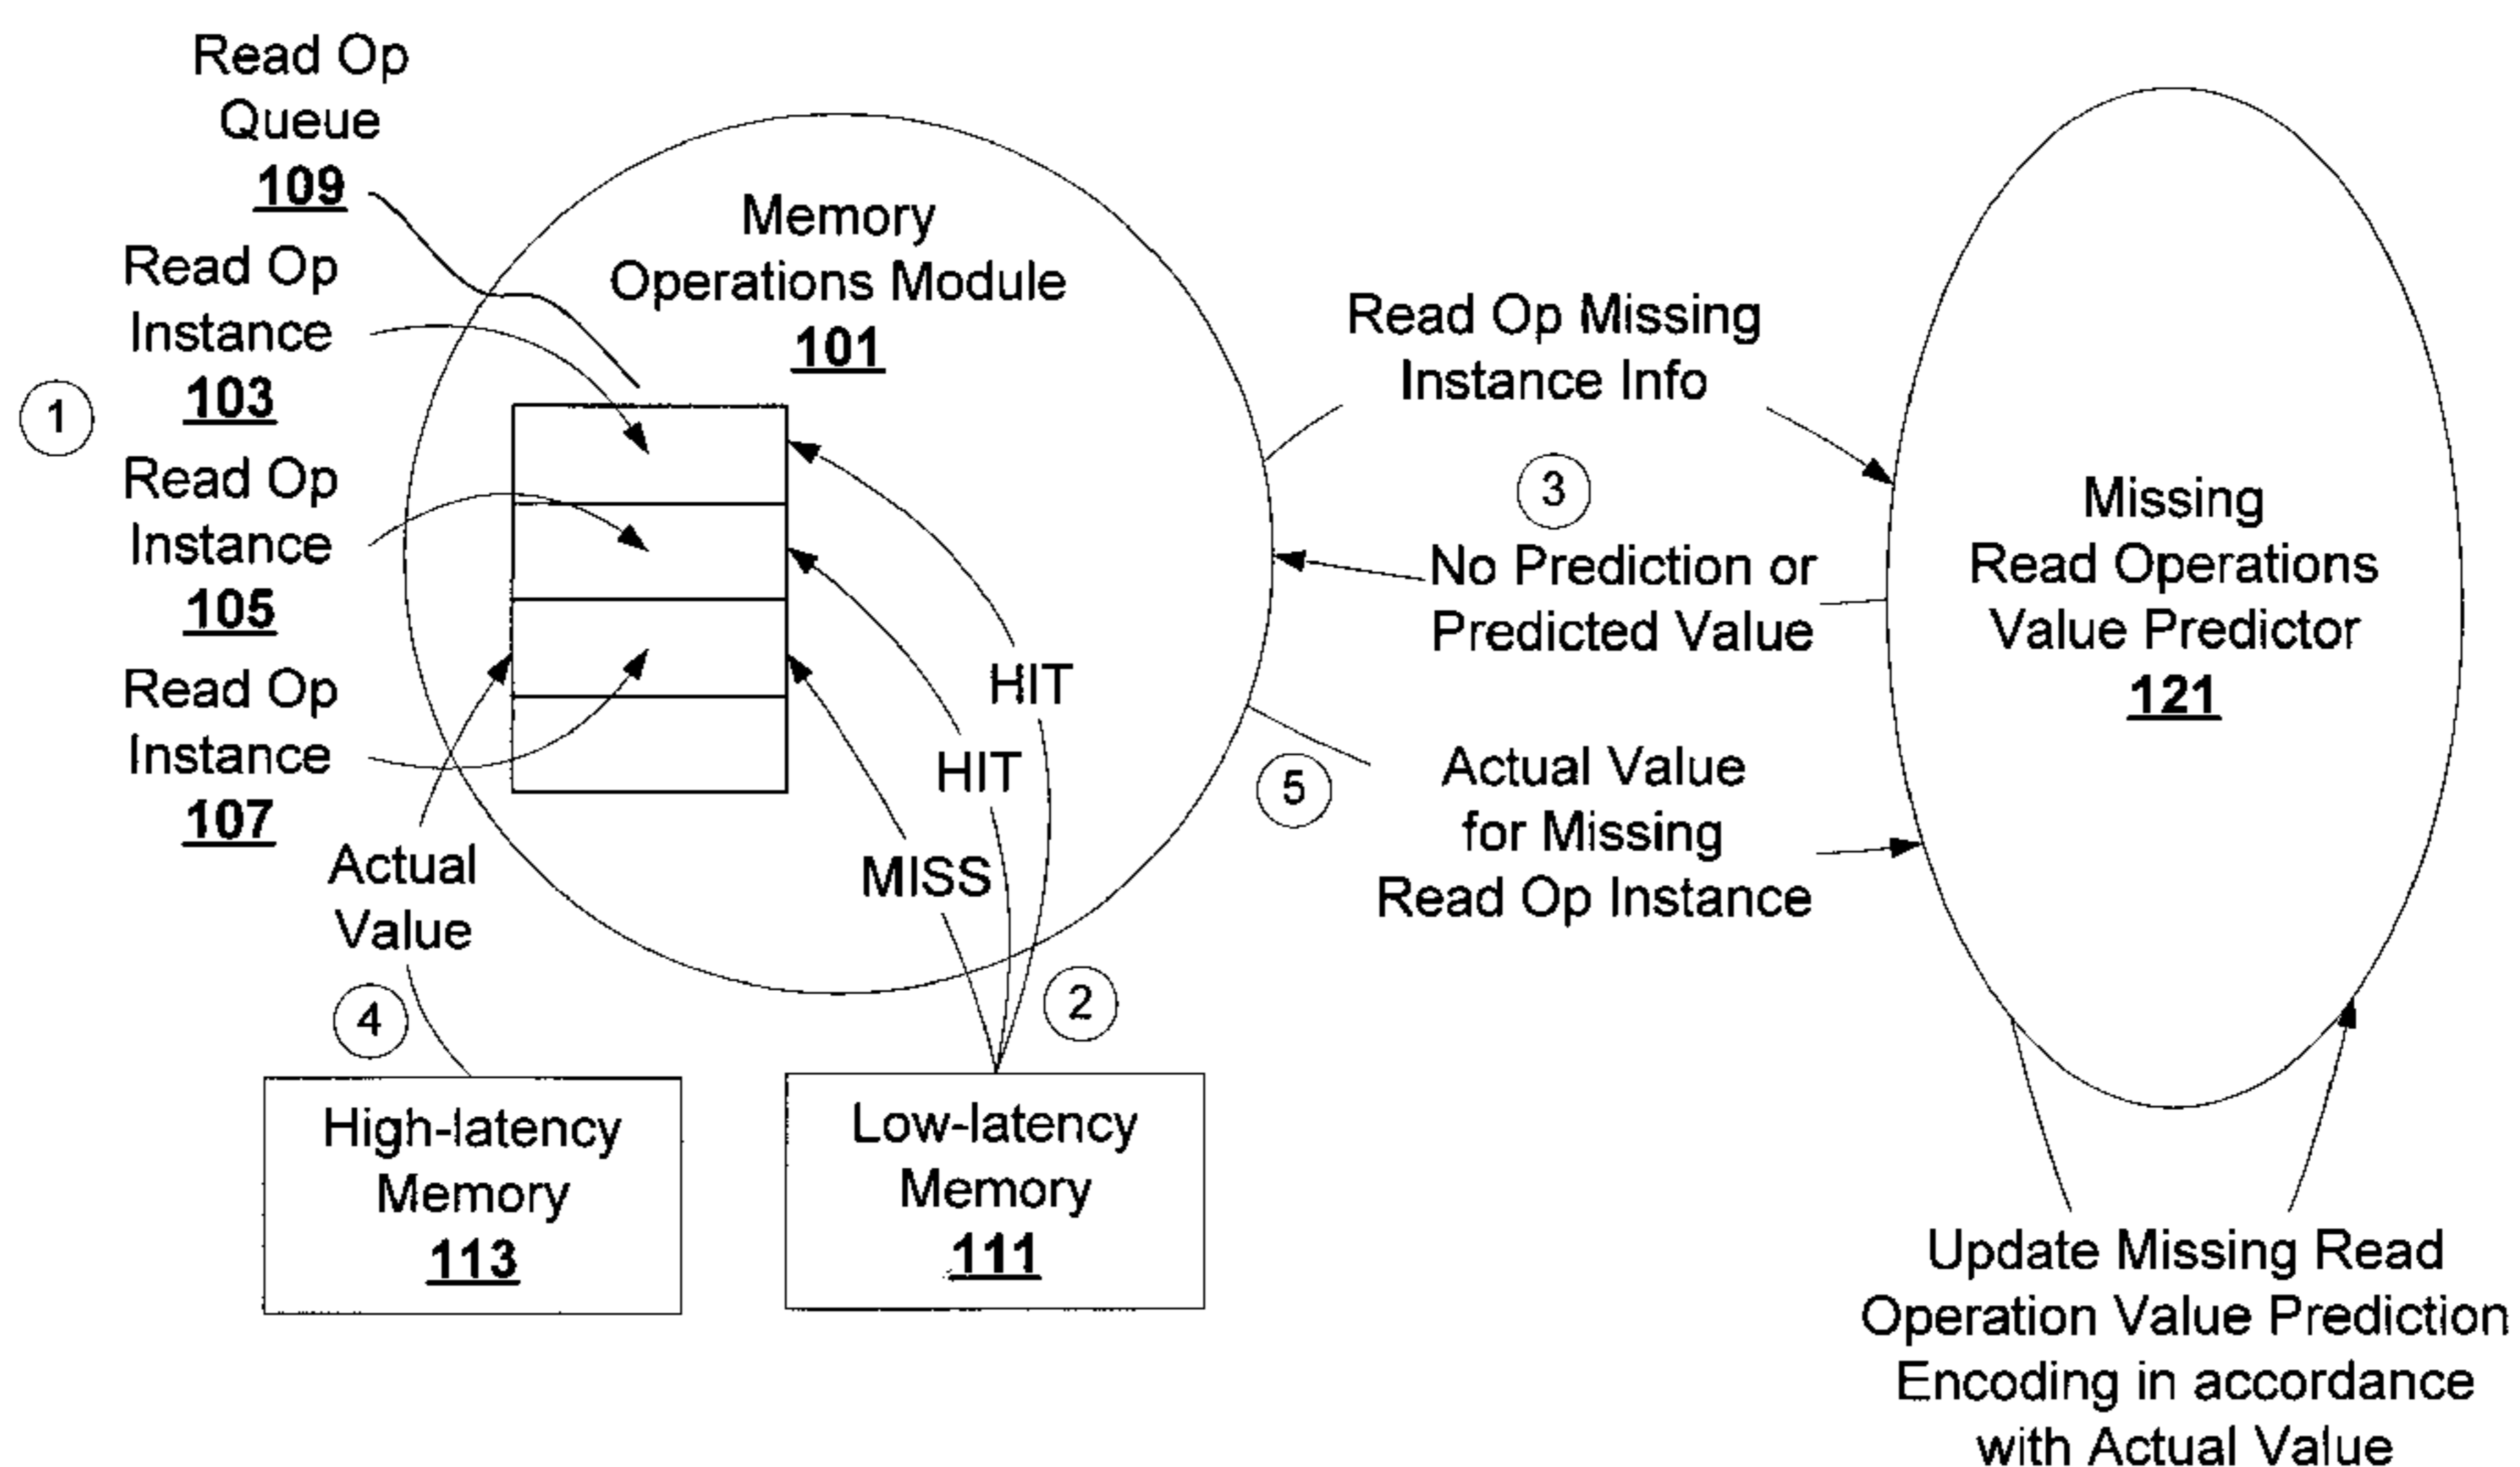 Read Op
Queue
109
Read Op
Instance
103
1
Read Op
Instance
105
Read Op
Instance
107
Memory
Operations Module
101
HIT
HIT
MISS
Actual
Value
4
2
High-latency
Memory
113
Low-latency
Memory
111
Read Op Missing
Instance Info
3
No Prediction or
Predicted Value
5
Actual Value
for Missing
Read Op Instance
Missing
Read Operations
Value Predictor
121
Update Missing Read
Operation Value Prediction
Encoding in accordance
with Actual Value